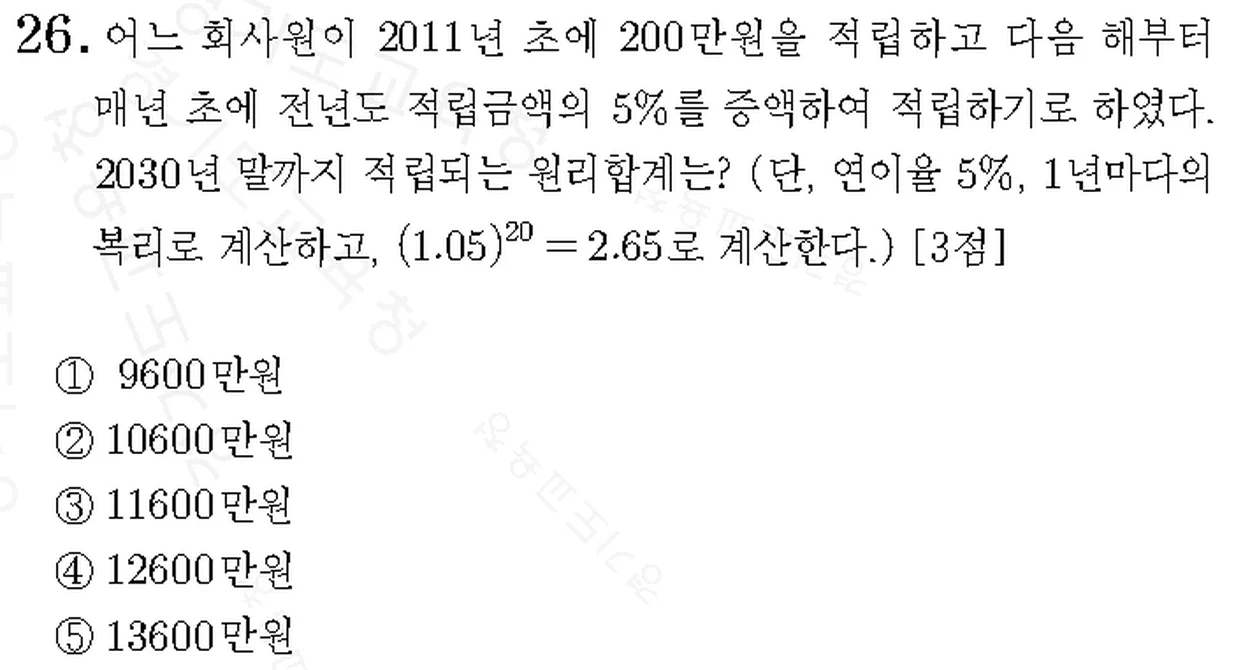 26. 어느 회사원이 2011년 초에 200만원을 적립하고 다음 해부터
매년 초에 전년도 적립금액의 5%를 증액하여 적립하기로 하였다.
2030년 말까지 적립되는 원리합계는? (단, 연이율 5%, 1년마다의
복리로 계산하고, (1.05)²⁰ = 2.65로 계산한다.) [3점]
① 9600만원
② 10600만원
③ 11600만원
④ 12600만원
⑤ 13600만원